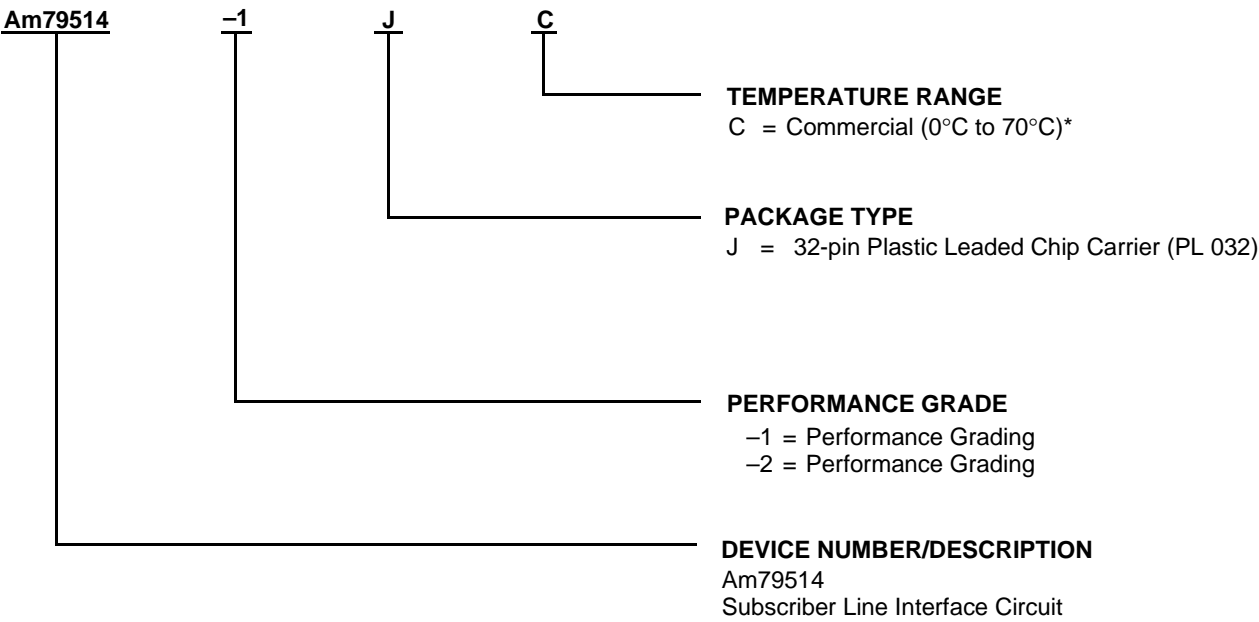 Am79514 –1 J C
TEMPERATURE RANGE
C = Commercial (0°C to 70°C)*
PACKAGE TYPE
J = 32-pin Plastic Leaded Chip Carrier (PL 032)
PERFORMANCE GRADE
–1 = Performance Grading
–2 = Performance Grading
DEVICE NUMBER/DESCRIPTION
Am79514
Subscriber Line Interface Circuit